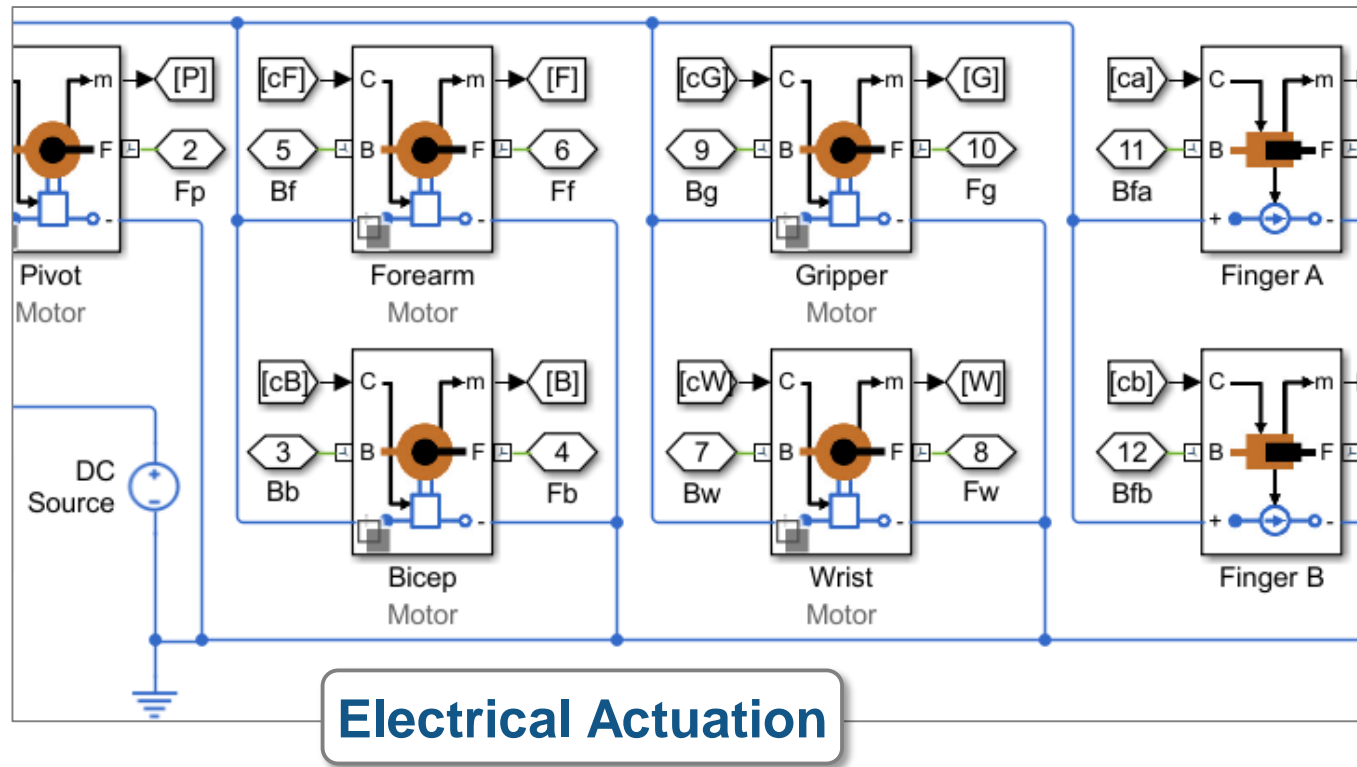 [P]
[cF]
C
m
[F]
[cG]
C
m
[G]
[ca]
C
m
m
F
2
Fp
5
Bf
B
F
6
Ff
9
Bg
B
F
10
Fg
11
Bfa
B
F
-
-
-
+
-
Pivot
Motor
Forearm
Motor
Gripper
Motor
Finger A
[cB]
C
m
[B]
[cW]
C
m
[W]
[cb]
C
m
3
Bb
B
F
4
Fb
7
Bw
B
F
8
Fw
12
Bfb
B
F
DC
Source
+
−
-
-
+
-
Bicep
Motor
Wrist
Motor
Finger B
Electrical Actuation